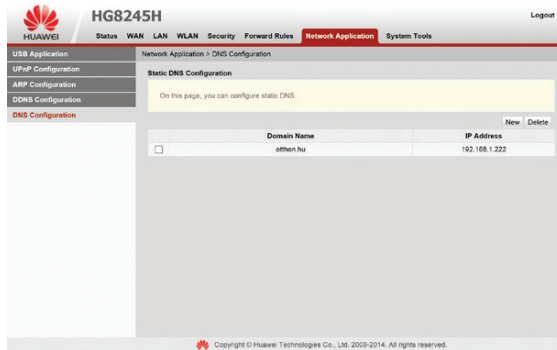 HG8245H
Logout
HUAWEI
Status WAN LAN WLAN Security Forward Rules Network Application System Tools
USB Application
Network Application > DNS Configuration
UPnP Configuration
Static DNS Configuration
ARP Configuration
On this page, you can configure static DNS.
DDNS Configuration
DNS Configuration
New Delete
Domain Name IP Address
otthon.hu 192.168.1.222
Copyright © Huawei Technologies Co., Ltd. 2009-2014. All rights reserved.